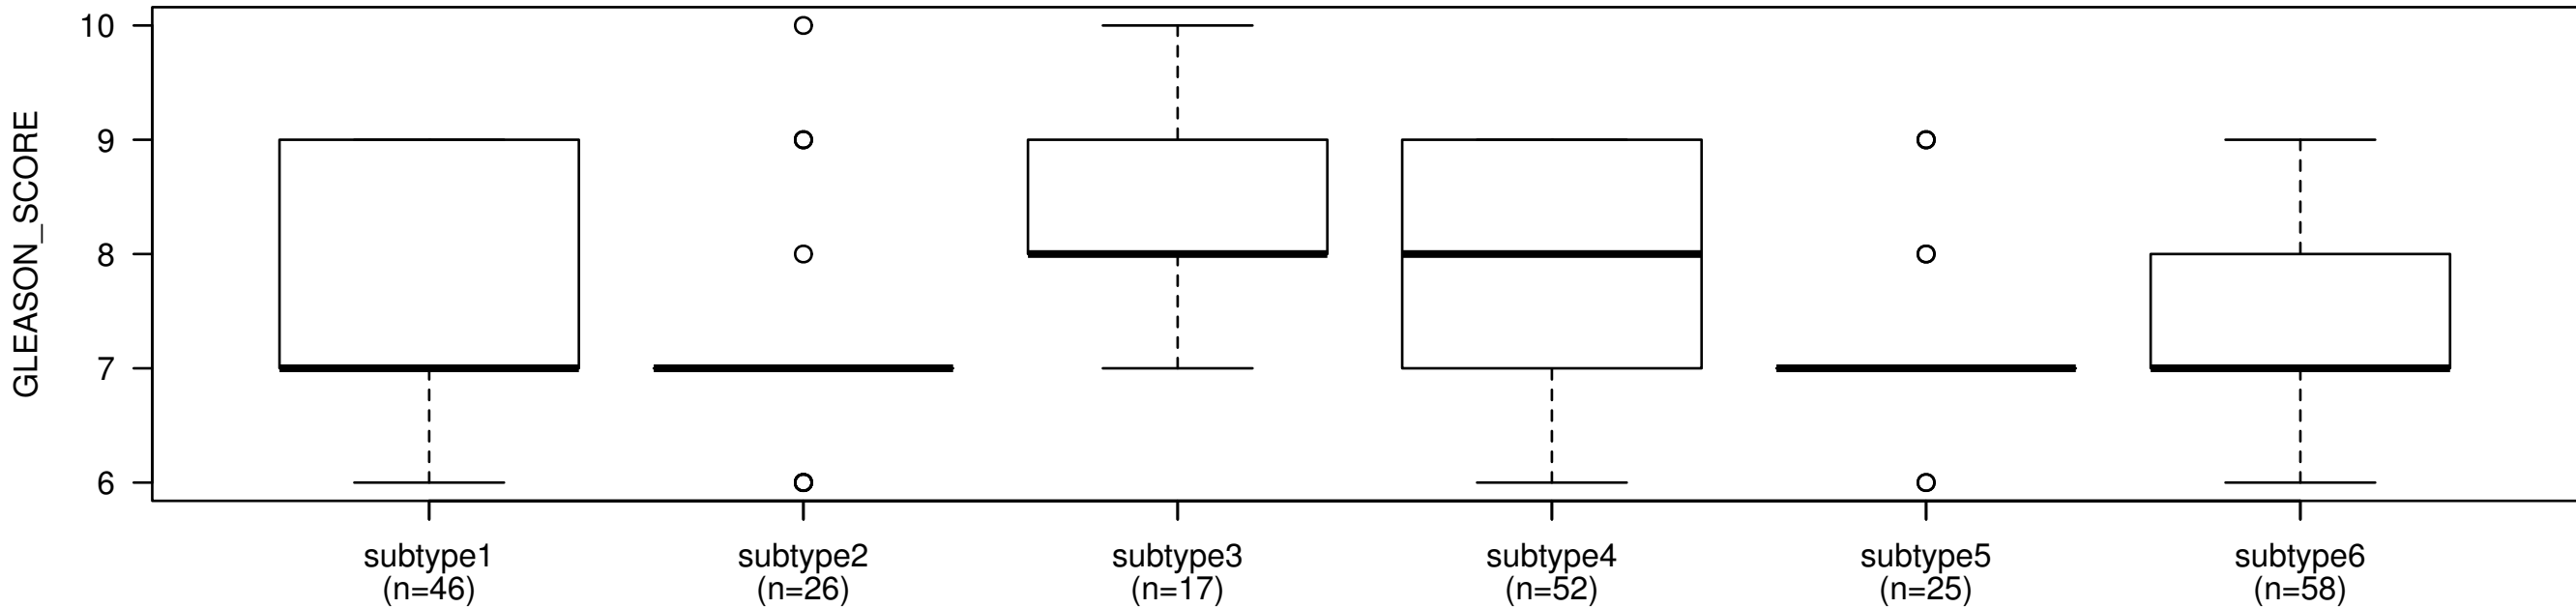 GLEASON_SCORE
10
9
8
7
6
subtype1 subtype2 subtype3 subtype4 subtype5 subtype6
(n=46) (n=26) (n=17) (n=52) (n=25) (n=58)